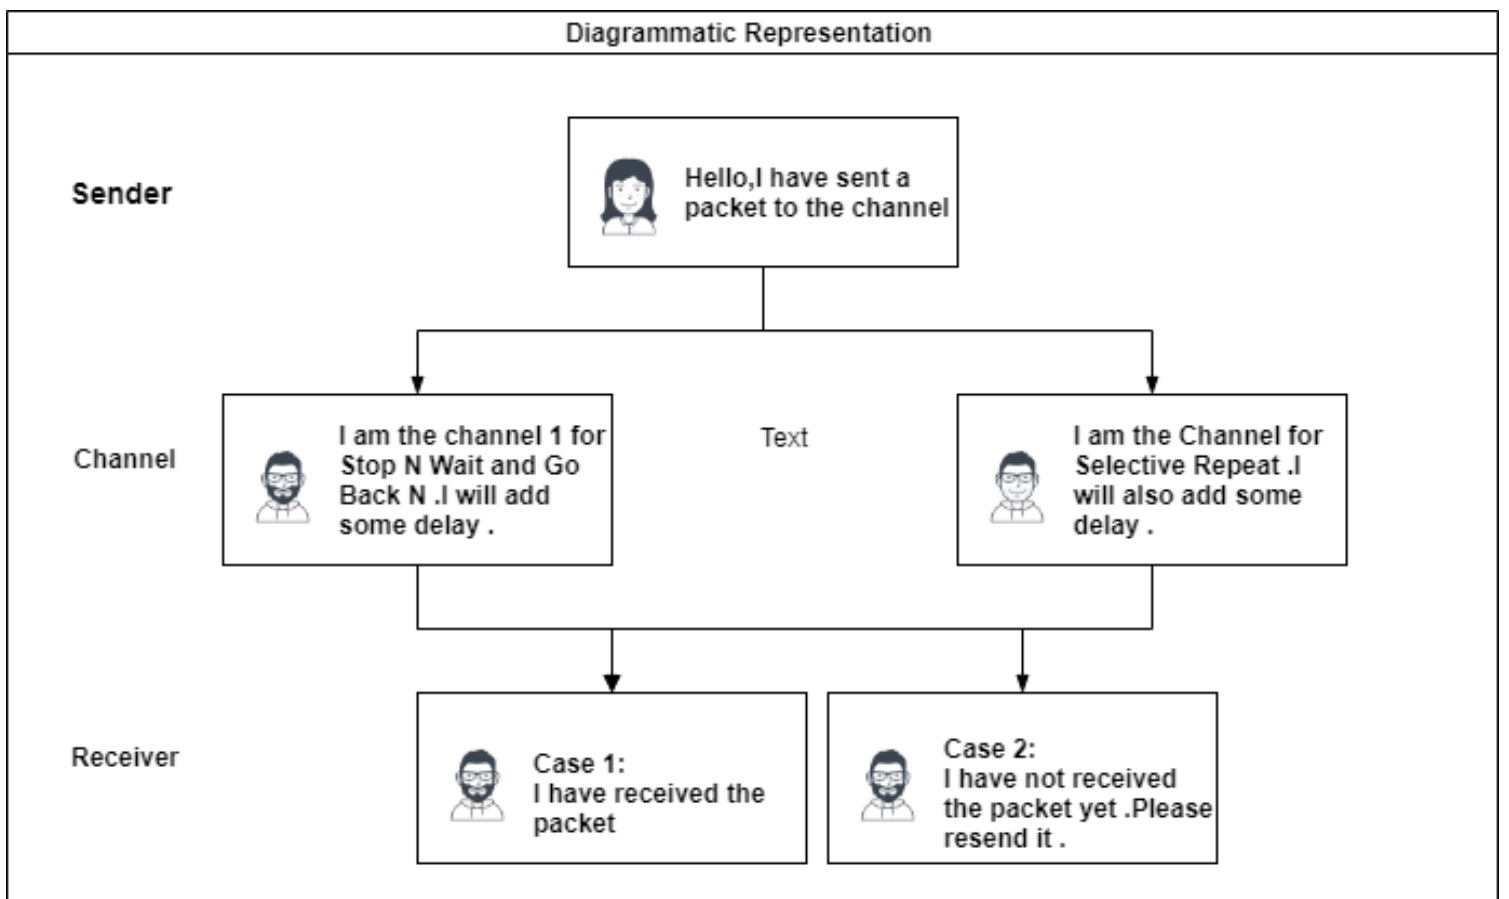 Diagrammatic Representation
Sender
Hello,I have sent a
packet to the channel
Channel
I am the channel 1 for
Stop N Wait and Go
Back N .I will add
some delay .
Text
I am the Channel for
Selective Repeat .I
will also add some
delay .
Receiver
Case 1:
I have received the
packet
Case 2:
I have not received
the packet yet .Please
resend it .